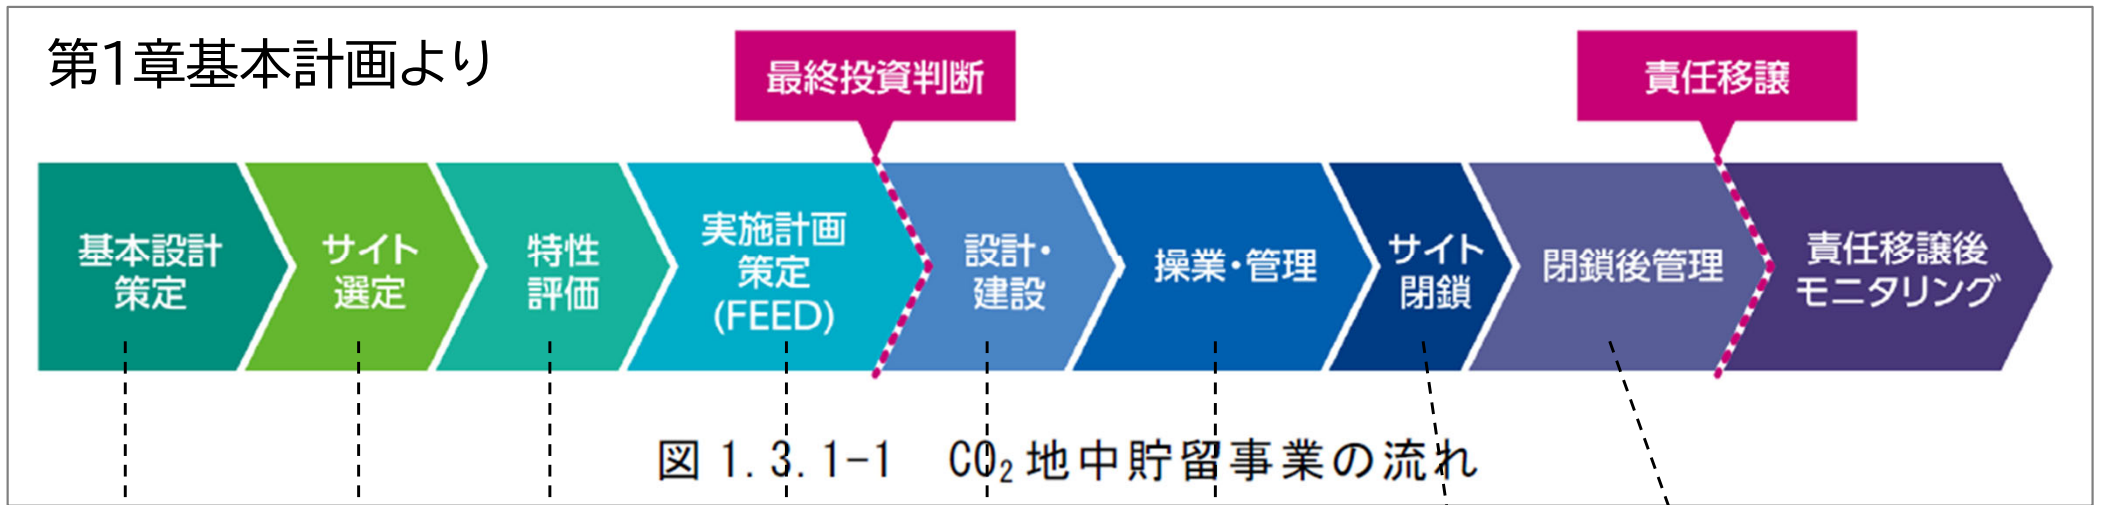 第1章基本計画より
最終投資判断
責任移譲
基本設計
策定
サイト
選定
特性
評価
実施計画
策定
(FEED)
設計・
建設
操業・管理
サイト
閉鎖
閉鎖後管理
責任移譲後
モニタリング
図 1.3.1-1 CO₂地中貯留事業の流れ